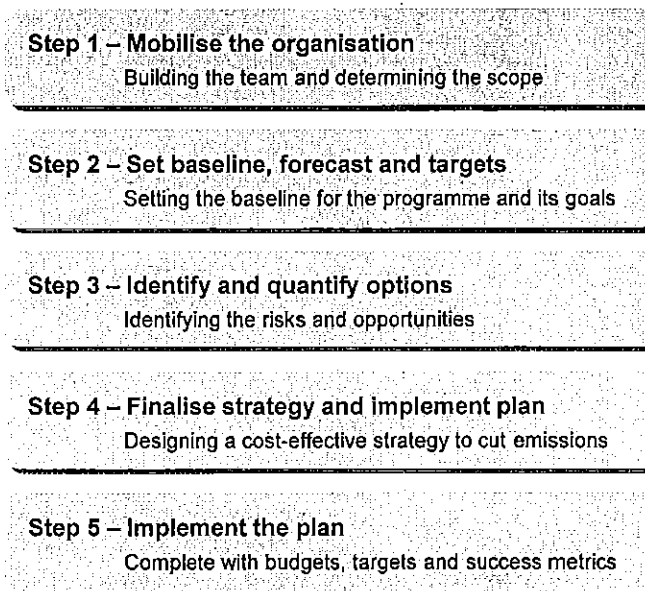 Step 1 – Mobilise the organisation
Building the team and determining the scope
Step 2 – Set baseline, forecast and targets
Setting the baseline for the programme and its goals
Step 3 – Identify and quantify options
Identifying the risks and opportunities
Step 4 – Finalise strategy and implement plan
Designing a cost-effective strategy to cut emissions
Step 5 – Implement the plan
Complete with budgets, targets and success metrics